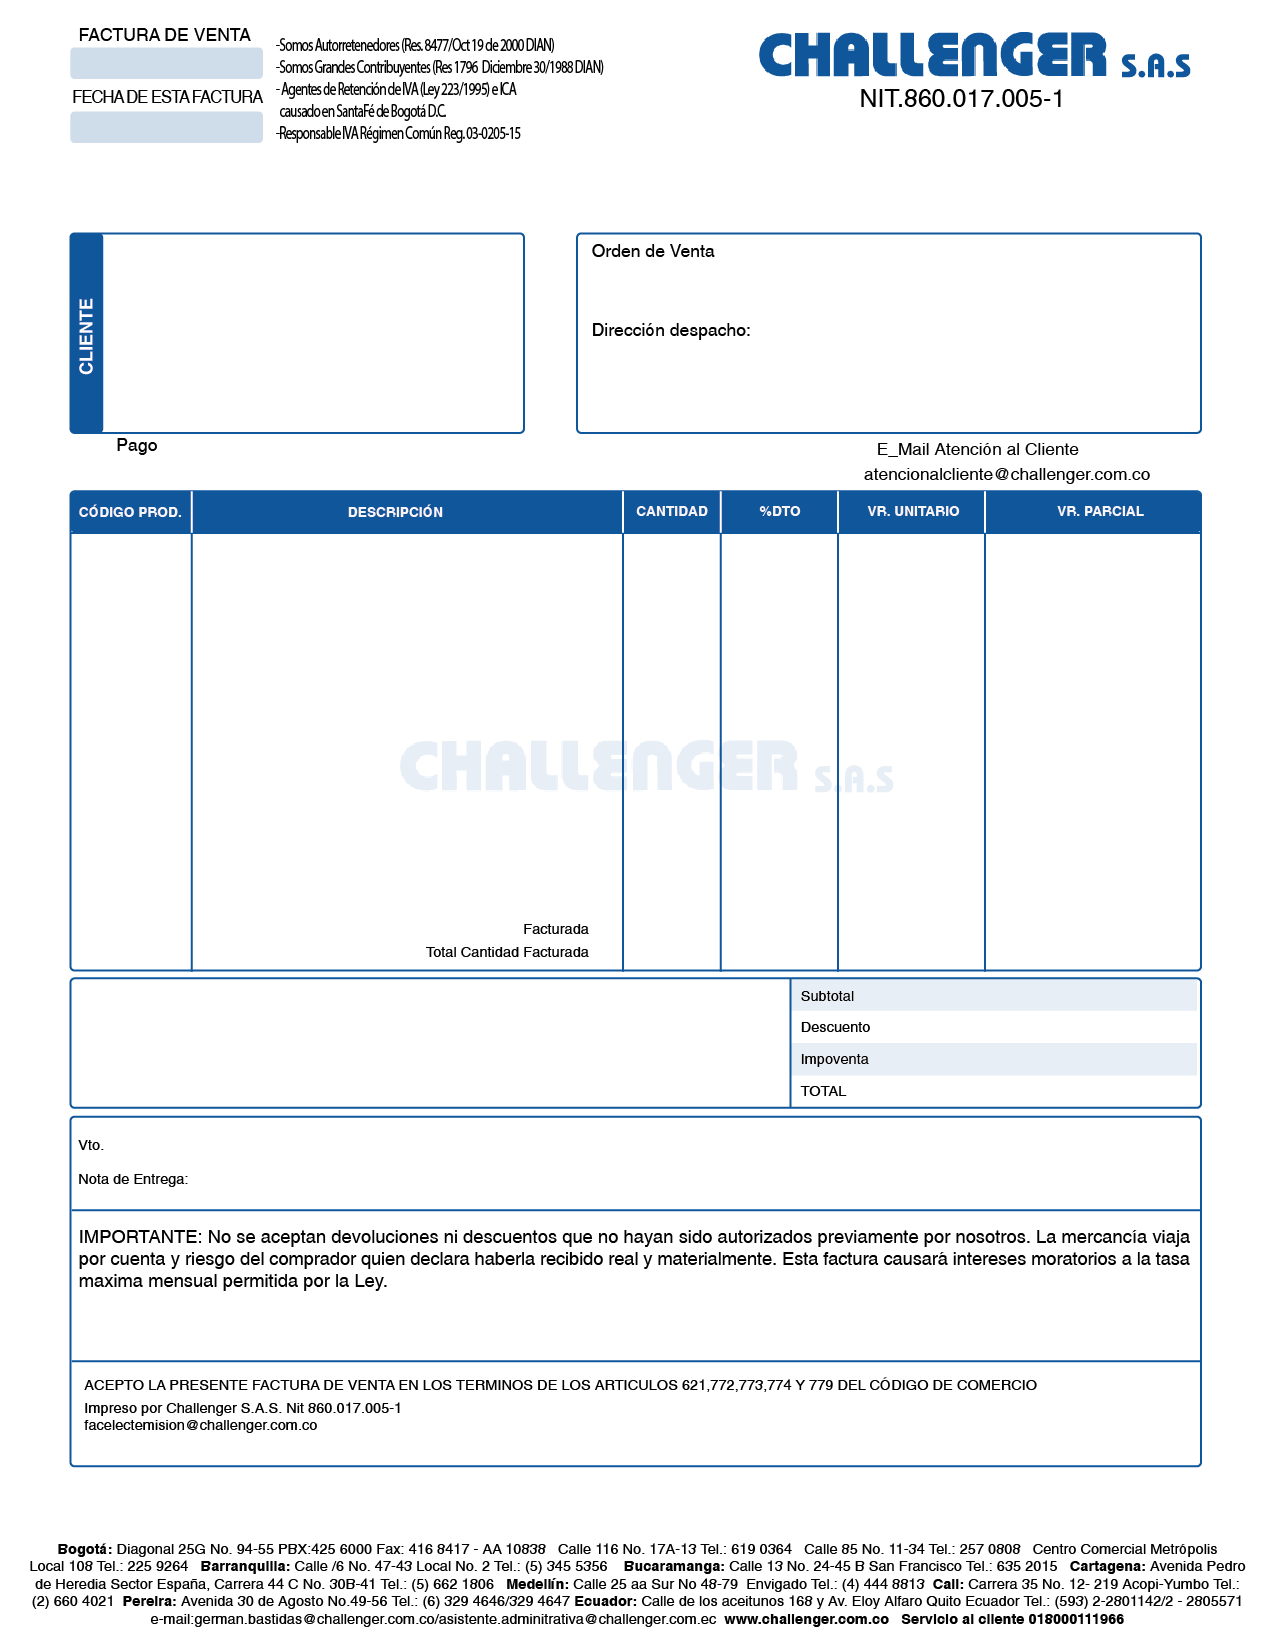 FACTURA DE VENTA
FECHA DE ESTA FACTURA
-Somos Autorretenedores (Res. 8477/Oct 19 de 2000 DIAN)
-Somos Grandes Contribuyentes (Res 1796 Diciembre 30/1988 DIAN)
- Agentes de Retención de IVA (Ley 223/1995) e ICA
causado en SantaFé de Bogotá D.C.
-Responsable IVA Régimen Común Reg. 03-0205-15
CHALLENGER S.A.S
NIT.860.017.005-1
CLIENTE
Orden de Venta
Dirección despacho:
Pago
E_Mail Atención al Cliente
atencionalcliente@challenger.com.co
CÓDIGO PROD. DESCRIPCIÓN CANTIDAD %DTO VR. UNITARIO VR. PARCIAL
CHALLENGER S.A.S
Facturada
Total Cantidad Facturada
Subtotal
Descuento
Impoventa
TOTAL
Vto.
Nota de Entrega:
IMPORTANTE: No se aceptan devoluciones ni descuentos que no hayan sido autorizados previamente por nosotros. La mercancía viaja
por cuenta y riesgo del comprador quien declara haberla recibido real y materialmente. Esta factura causará intereses moratorios a la tasa
maxima mensual permitida por la Ley.
ACEPTO LA PRESENTE FACTURA DE VENTA EN LOS TERMINOS DE LOS ARTICULOS 621,772,773,774 Y 779 DEL CÓDIGO DE COMERCIO
Impreso por Challenger S.A.S. Nit 860.017.005-1
facelectemision@challenger.com.co
Bogotá: Diagonal 25G No. 94-55 PBX:425 6000 Fax: 416 8417 - AA 10838 Calle 116 No. 17A-13 Tel.: 619 0364 Calle 85 No. 11-34 Tel.: 257 0808 Centro Comercial Metrópolis
Local 108 Tel.: 225 9264 Barranquilla: Calle /6 No. 47-43 Local No. 2 Tel.: (5) 345 5356 Bucaramanga: Calle 13 No. 24-45 B San Francisco Tel.: 635 2015 Cartagena: Avenida Pedro
de Heredia Sector España, Carrera 44 C No. 30B-41 Tel.: (5) 662 1806 Medellín: Calle 25 aa Sur No 48-79 Envigado Tel.: (4) 444 8813 Cali: Carrera 35 No. 12- 219 Acopi-Yumbo Tel.:
(2) 660 4021 Pereira: Avenida 30 de Agosto No.49-56 Tel.: (6) 329 4646/329 4647 Ecuador: Calle de los aceitunos 168 y Av. Eloy Alfaro Quito Ecuador Tel.: (593) 2-2801142/2 - 2805571
e-mail:german.bastidas@challenger.com.co/asistente.adminitrativa@challenger.com.ec www.challenger.com.co Servicio al cliente 018000111966